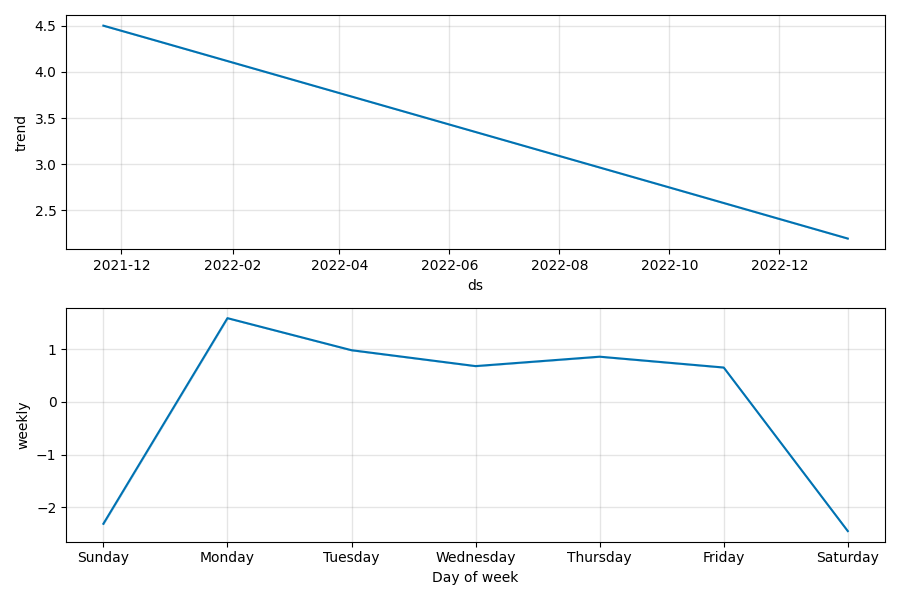 4.5
4.0
3.5
3.0
2.5
trend
2021-12 2022-02 2022-04 2022-06 2022-08 2022-10 2022-12
ds
1
0
−1
−2
weekly
Sunday Monday Tuesday Wednesday Thursday Friday Saturday
Day of week